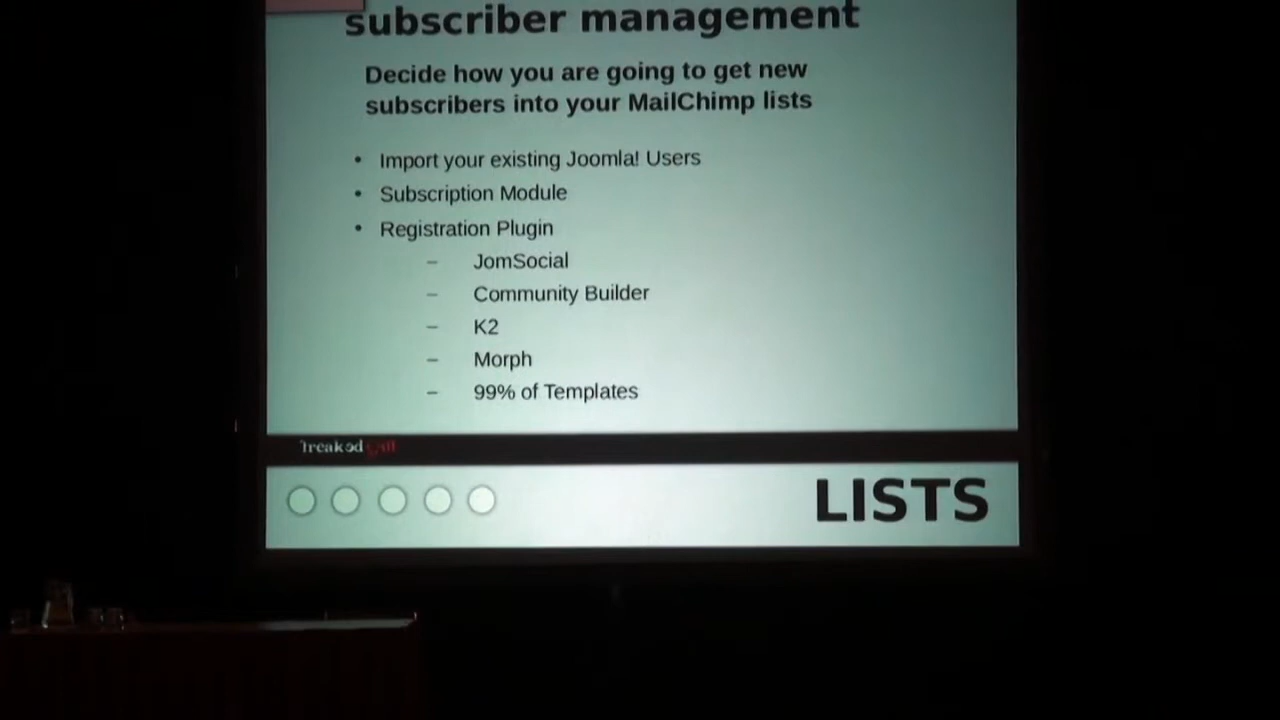 subscriber management
Decide how you are going to get new
subscribers into your MailChimp lists
• Import your existing Joomla! Users
• Subscription Module
• Registration Plugin
– JomSocial
– Community Builder
– K2
– Morph
– 99% of Templates
LISTS